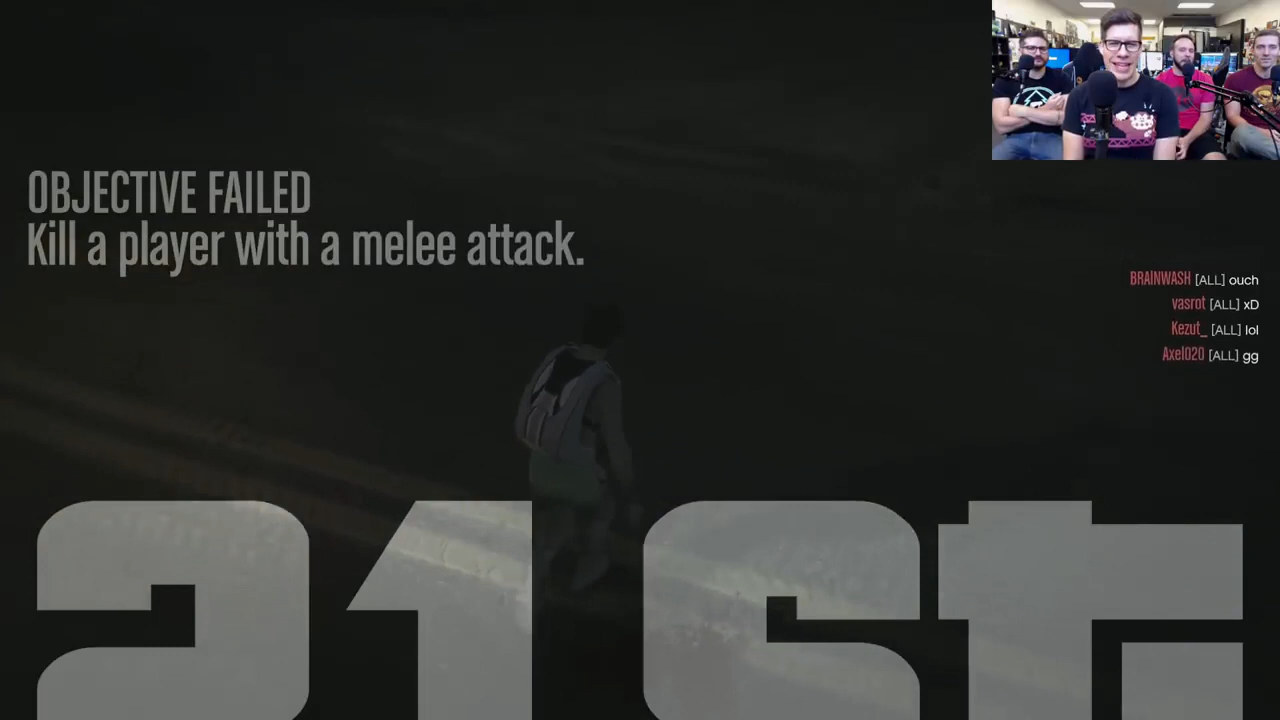 OBJECTIVE FAILED
Kill a player with a melee attack.
BRAINWASH [ALL] ouch
vasrot [ALL] xD
Kezut_ [ALL] lol
Axel020 [ALL] gg
21st